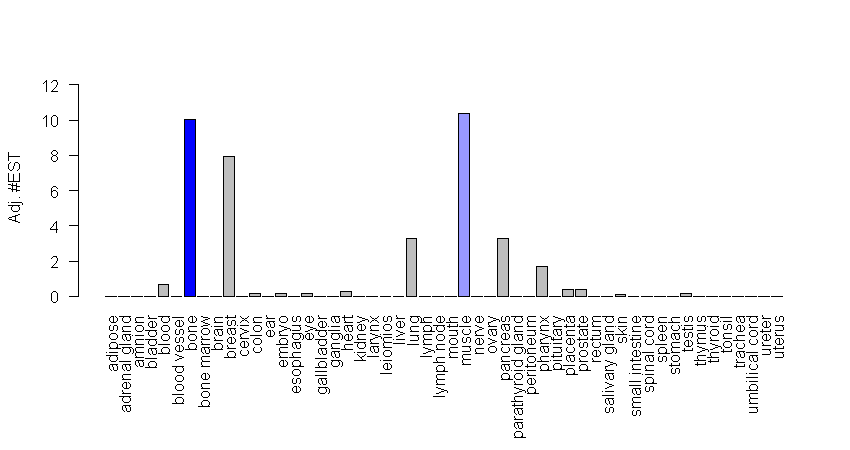 Adj. #EST
12
10
8
6
4
2
0
adipose
adrenal gland
amnion
bladder
blood
blood vessel
bone
bone marrow
brain
breast
cervix
colon
ear
embryo
esophagus
eye
gallbladder
ganglia
heart
kidney
larynx
leiomios
liver
lung
lymph
lymph node
mouth
muscle
nerve
ovary
pancreas
parathyroid gland
peritoneum
pharynx
pituitary
placenta
prostate
rectum
salivary gland
skin
small intestine
spinal cord
spleen
stomach
testis
thymus
thyroid
tonsil
trachea
umbilical cord
ureter
uterus